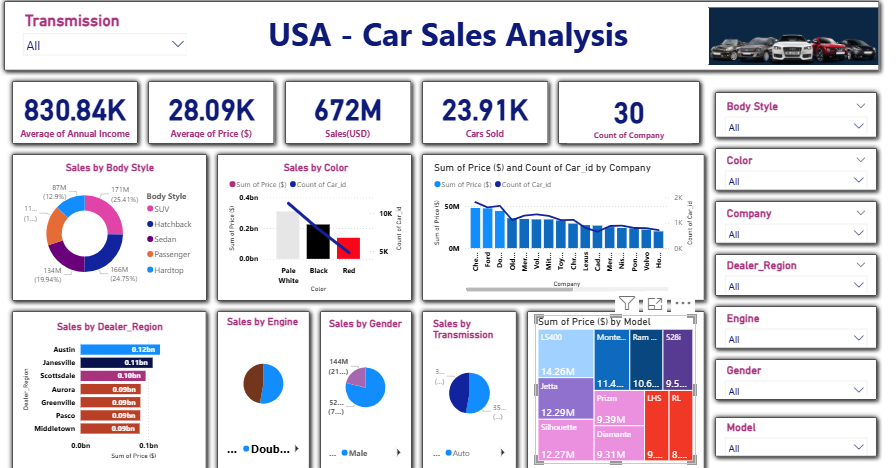 Transmission
All
USA - Car Sales Analysis
830.84K
Average of Annual Income
28.09K
Average of Price ($)
672M
Sales(USD)
23.91K
Cars Sold
30
Count of Company
Body Style
All
Color
All
Company
All
Dealer_Region
All
Engine
All
Gender
All
Model
All
Sales by Body Style
87M
(12.9%)
171M
(25.41%)
11...
(1...)
134M
(19.94%)
166M
(24.75%)
Body Style
SUV
Hatchback
Sedan
Passenger
Hardtop
Sales by Color
Sum of Price ($) Count of Car_id
0.4bn
0.2bn
0.0bn
Sum of Price ($)
10K
5K
Count of Car_id
Pale White
Black
Red
Color
Sum of Price ($) and Count of Car_id by Company
Sum of Price ($) Count of Car_id
50M
0M
Sum of Price ($)
2K
1K
0K
Count of Car_id
Che... Ford Do... Old... Mer... Vol... Mit... Toy... Chr... Lexus Cad... Mer... Nis... Pon... Volvo Ho...
Company
Sales by Dealer_Region
Dealer_Region
Austin 0.12bn
Janesville 0.11bn
Scottsdale 0.10bn
Aurora 0.09bn
Greenville 0.09bn
Pasco 0.09bn
Middletown 0.09bn
0.0bn 0.1bn
Sum of Price ($)
Sales by Engine
... Doub...
Sales by Gender
144M
(21...)
52...
(7...)
... Male
Sales by
Transmission
3...
(...)
35...
(...)
... Auto
Sum of Price ($) by Model
LS400
14.26M
Jetta
12.29M
Silhouette
12.27M
Monte...
11.4...
Ram ...
10.6...
528i
9.5...
Prizm
9.39M
Diamante
9.31M
LHS
9....
RL
8....